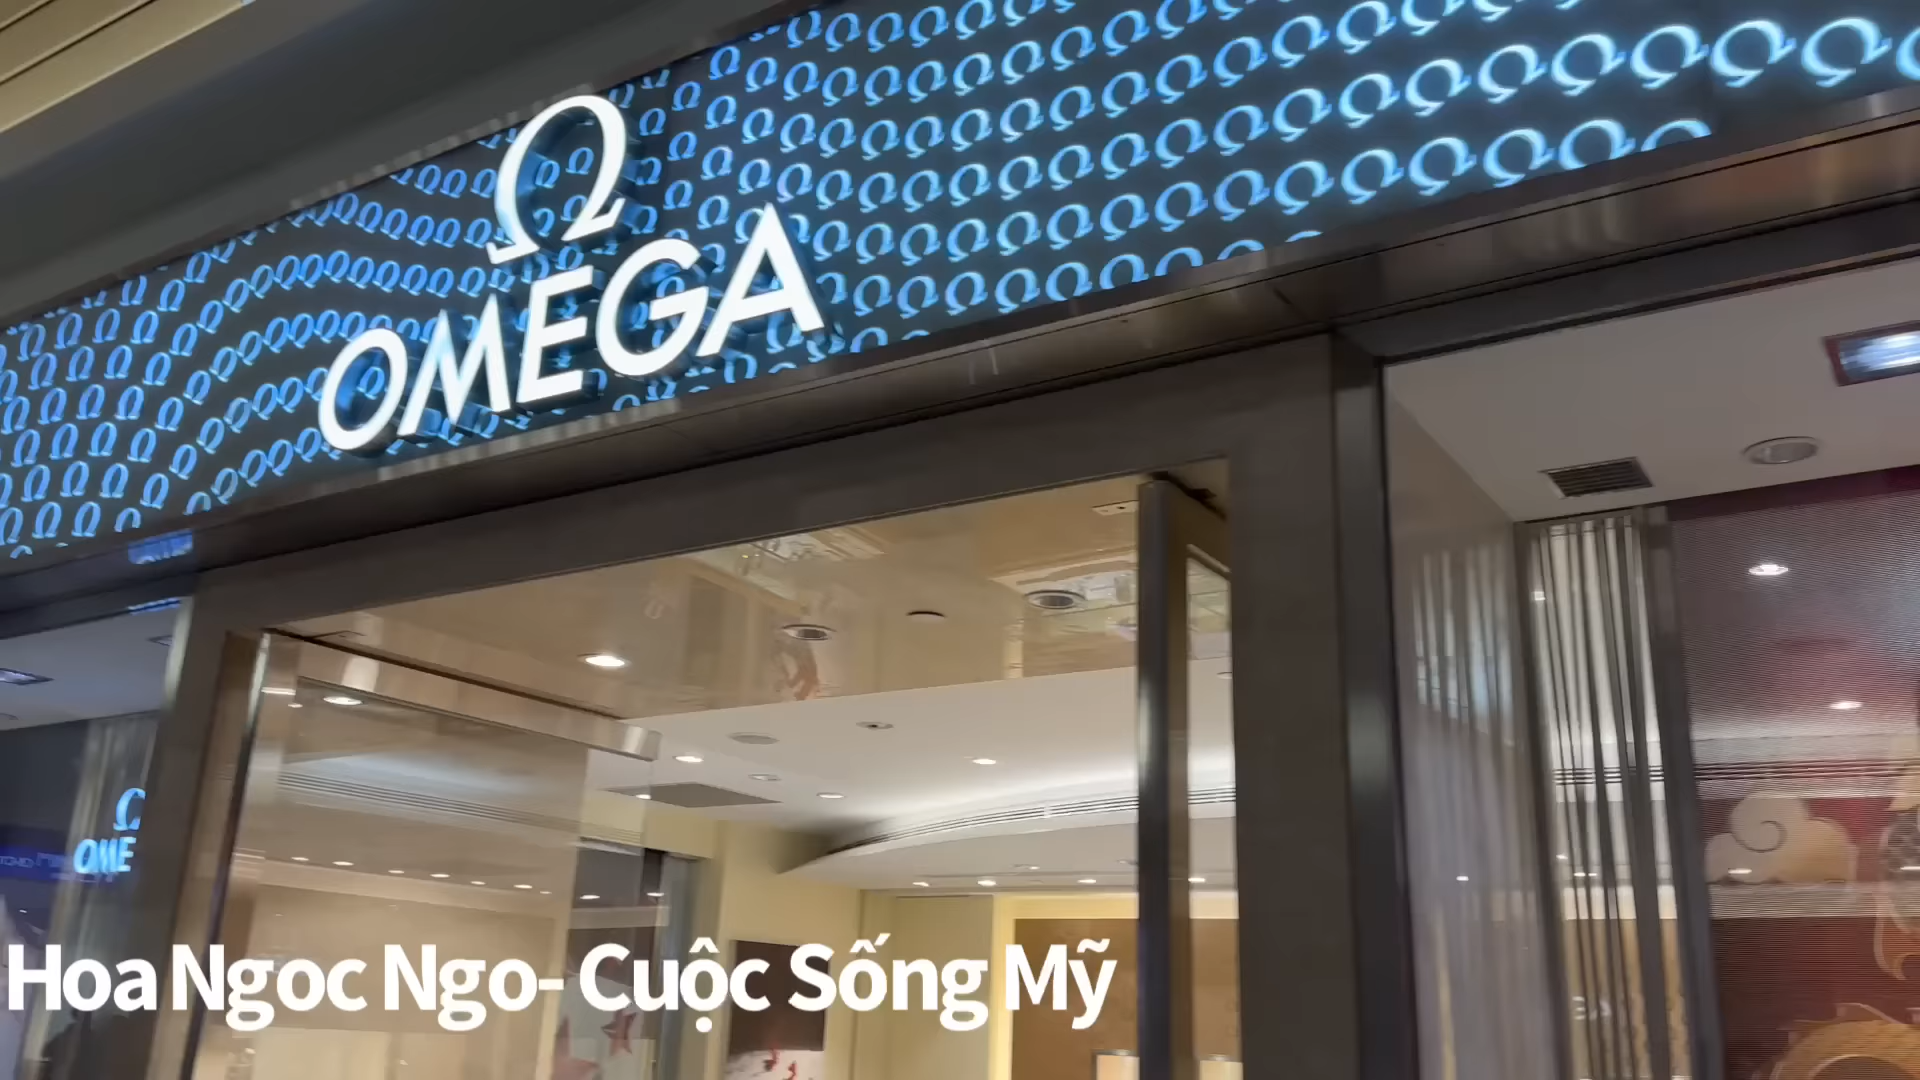 Ω
OMEGA
Ω
OME
Hoa Ngoc Ngo- Cuộc Sống Mỹ